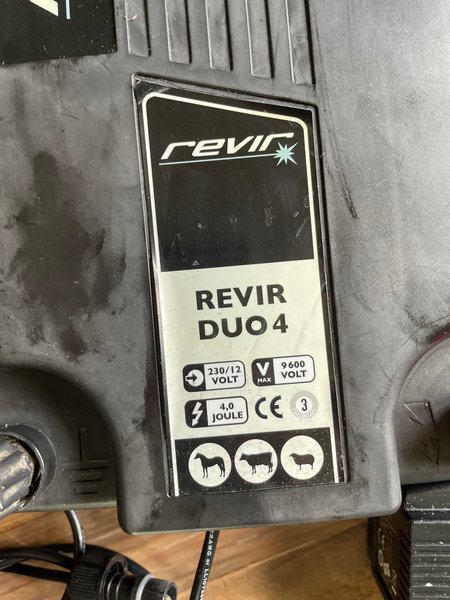 revir
REVIR
DUO 4
230/12
VOLT
V
MAX
9600
VOLT
4,0
JOULE
CE
3